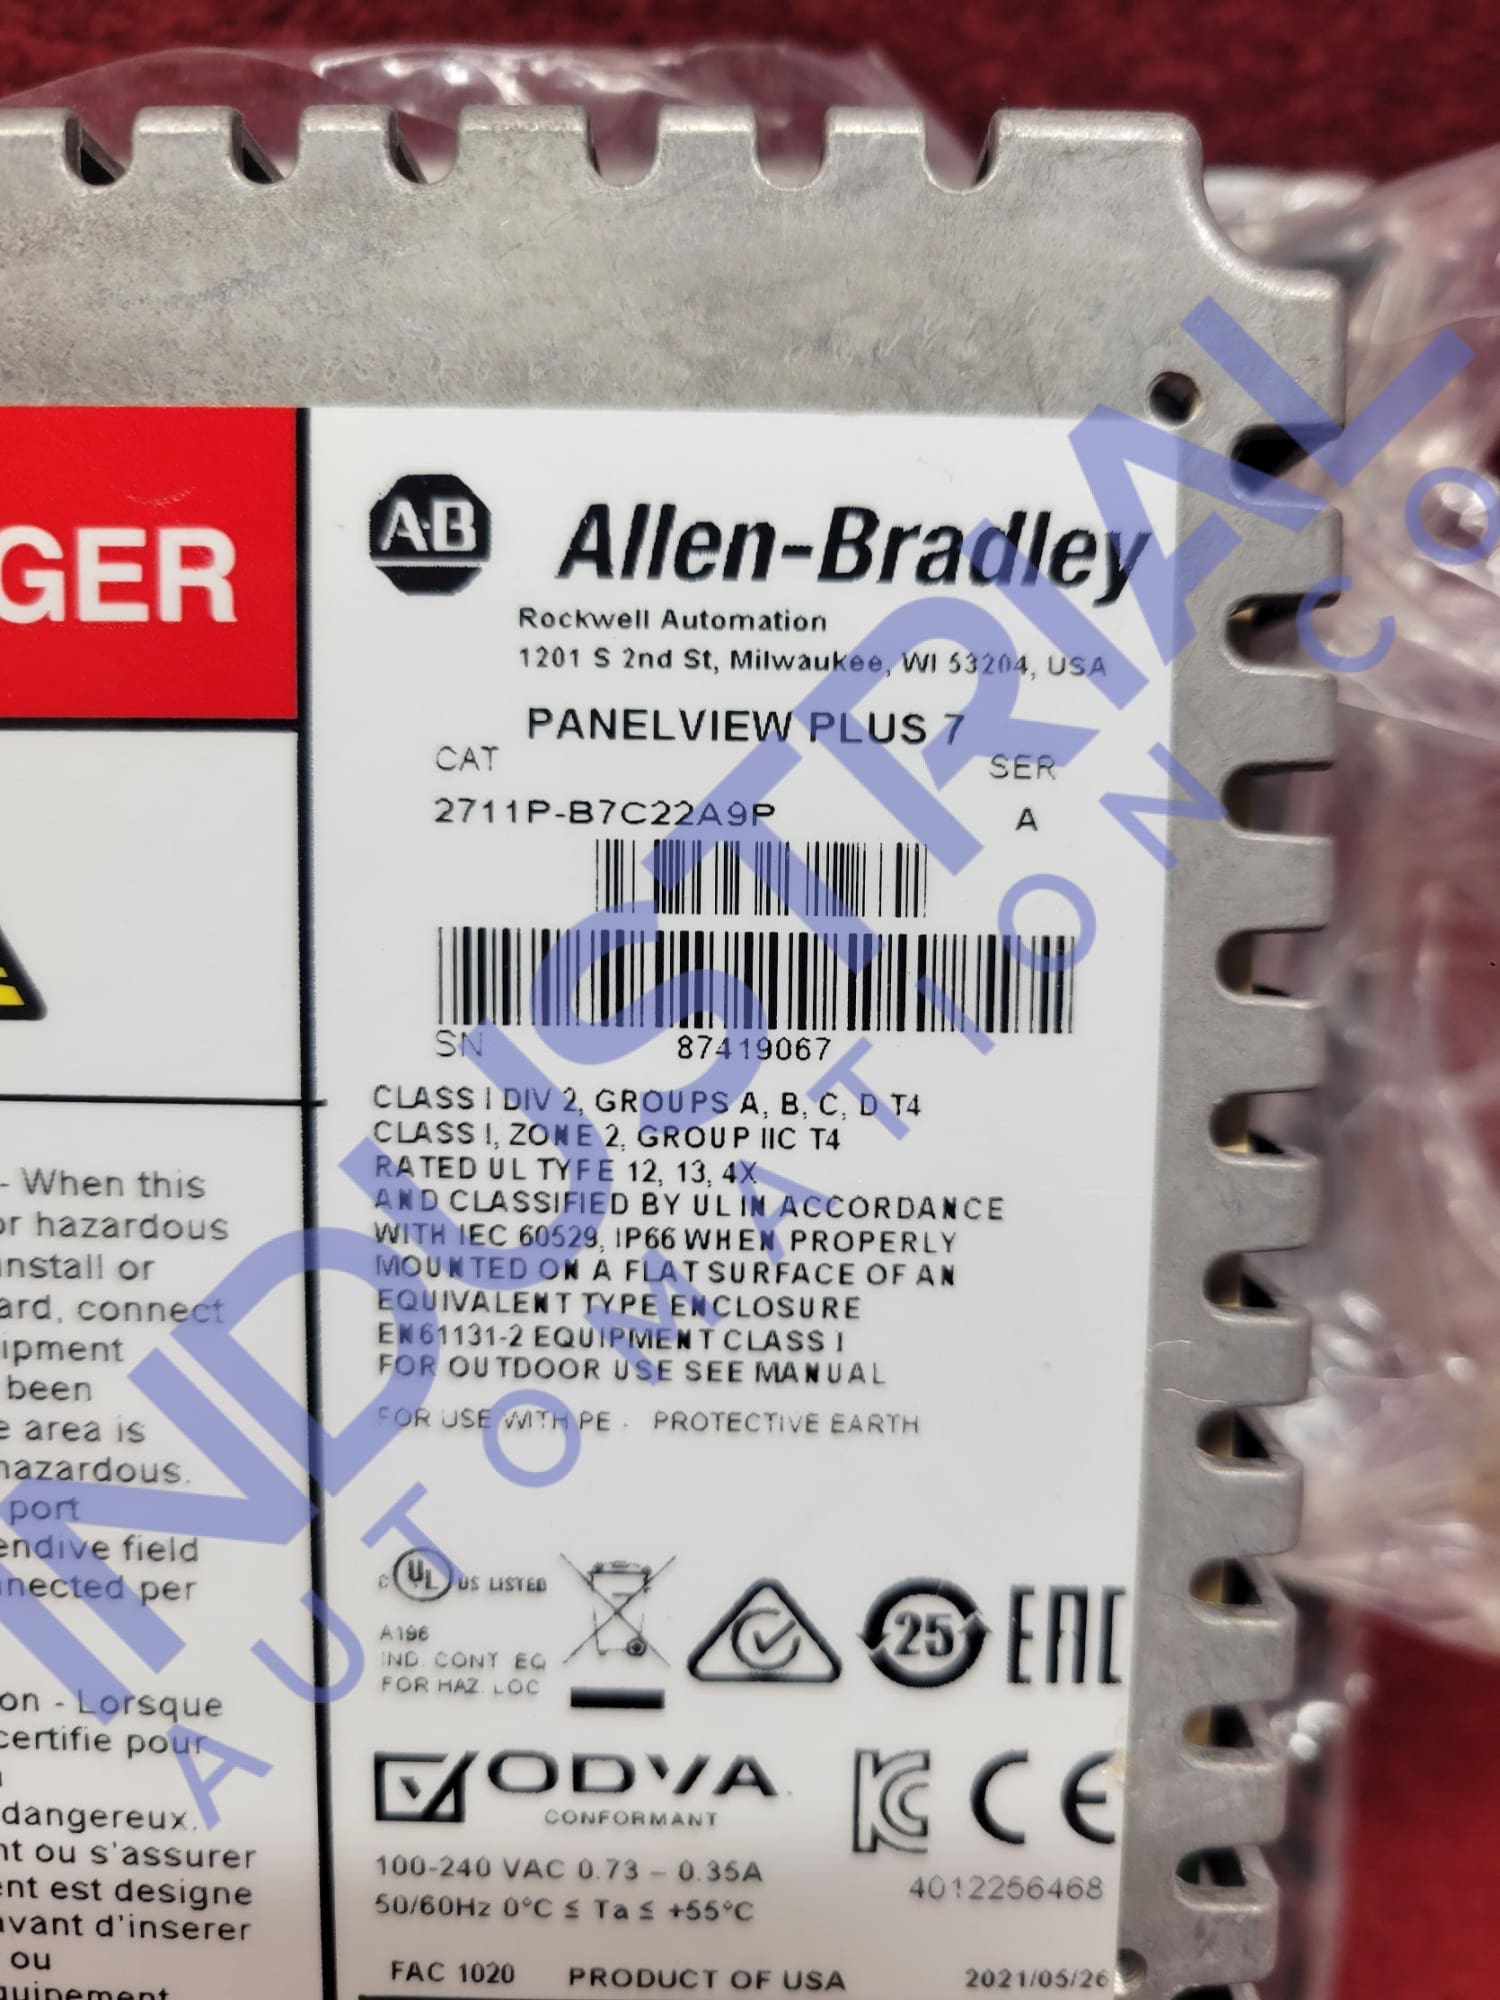 GER
- When this
or hazardous
install or
ard, connect
ipment
been
e area is
hazardous.
port
endive field
nnected per
on - Lorsque
certifie pour
dangereux.
nt ou s'assurer
ent est designe
avant d'inserer
ou
quipement
A-B
Allen-Bradley
Rockwell Automation
1201 S 2nd St, Milwaukee, WI 53204, USA
PANELVIEW PLUS 7
CAT SER
2711P-B7C22A9P A
SN 87419067
CLASS I DIV 2, GROUPS A, B, C, D T4
CLASS I, ZONE 2, GROUP IIC T4
RATED UL TYPE 12, 13, 4X
AND CLASSIFIED BY UL IN ACCORDANCE
WITH IEC 60529, IP66 WHEN PROPERLY
MOUNTED ON A FLAT SURFACE OF AN
EQUIVALENT TYPE ENCLOSURE
EN 61131-2 EQUIPMENT CLASS I
FOR OUTDOOR USE SEE MANUAL
FOR USE WITH PE - PROTECTIVE EARTH
C UL US LISTED
A196
IND. CONT EQ
FOR HAZ. LOC
25
EAC
ODVA
CONFORMANT
KC CE
100-240 VAC 0.73 – 0.35A
50/60Hz 0°C ≤ Ta ≤ +55°C
4012256468
FAC 1020 PRODUCT OF USA 2021/05/26
INDUSTRIAL
AUTOMATION CO